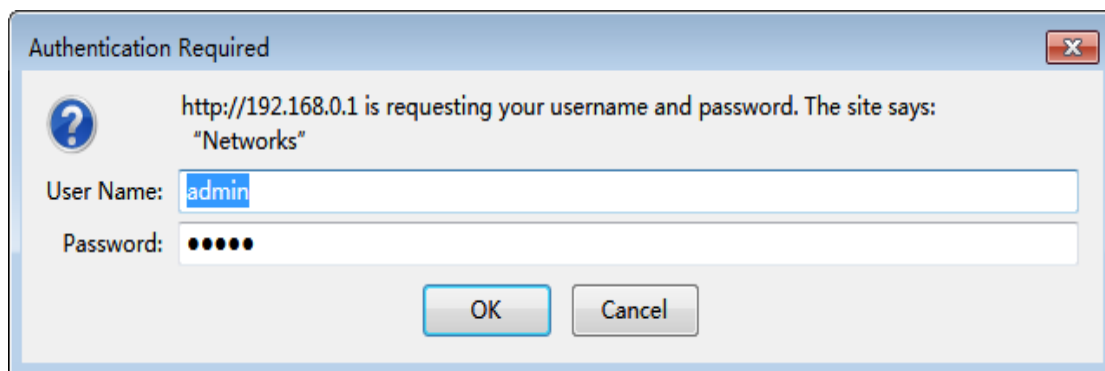 Authentication Required
http://192.168.0.1 is requesting your username and password. The site says:
“Networks”
User Name: admin
Password: •••••
OK Cancel